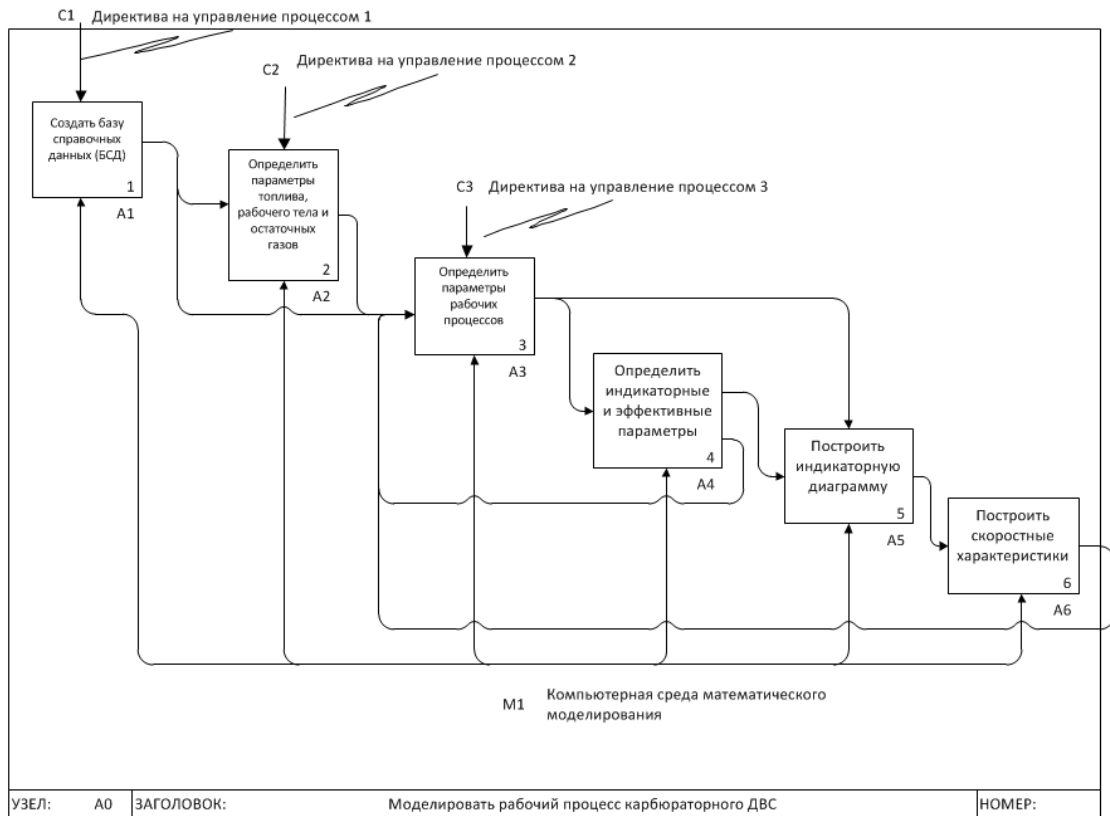 C1 Директива на управление процессом 1
C2 Директива на управление процессом 2
Создать базу
справочных
данных (БСД)
1
A1
Определить
параметры
топлива,
рабочего тела и
остаточных
газов
2
A2
C3 Директива на управление процессом 3
Определить
параметры
рабочих
процессов
3
A3
Определить
индикаторные
и эффективные
параметры
4
A4
Построить
индикаторную
диаграмму
5
A5
Построить
скоростные
характеристики
6
A6
M1 Компьютерная среда математического
моделирования
УЗЕЛ: A0 ЗАГОЛОВОК: Моделировать рабочий процесс карбюраторного ДВС НОМЕР: